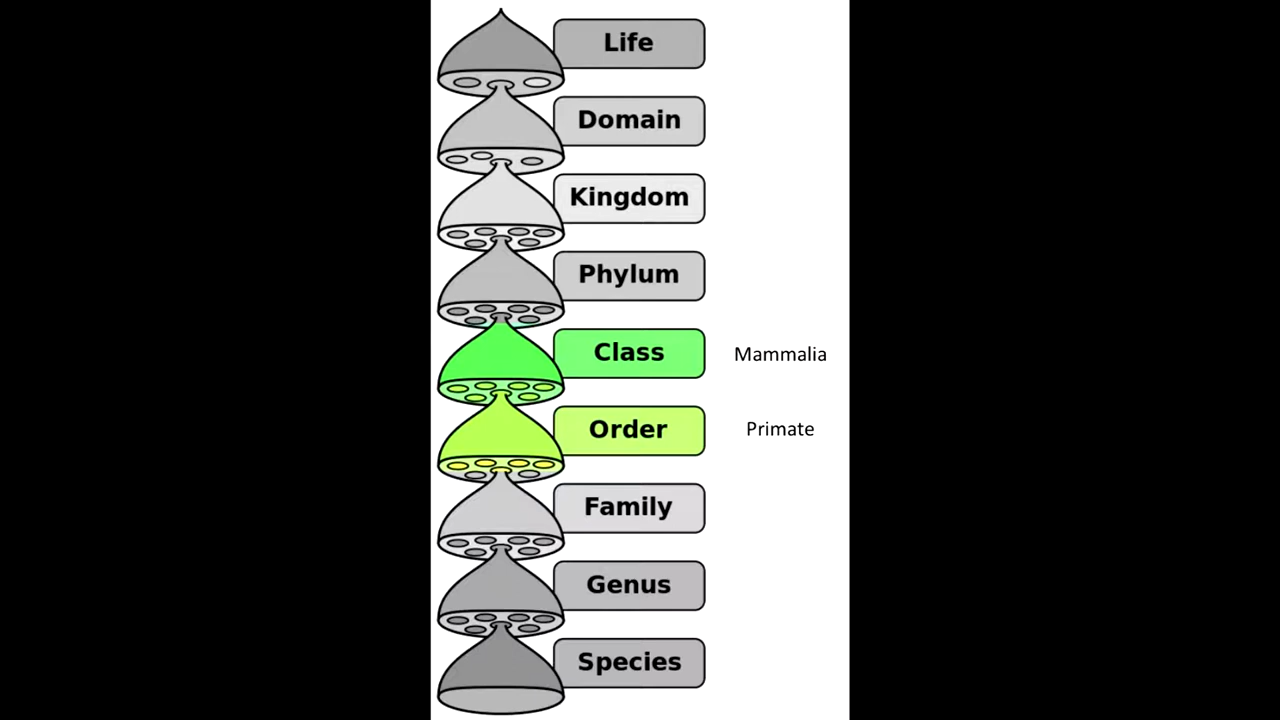 Life
Domain
Kingdom
Phylum
Class Mammalia
Order Primate
Family
Genus
Species